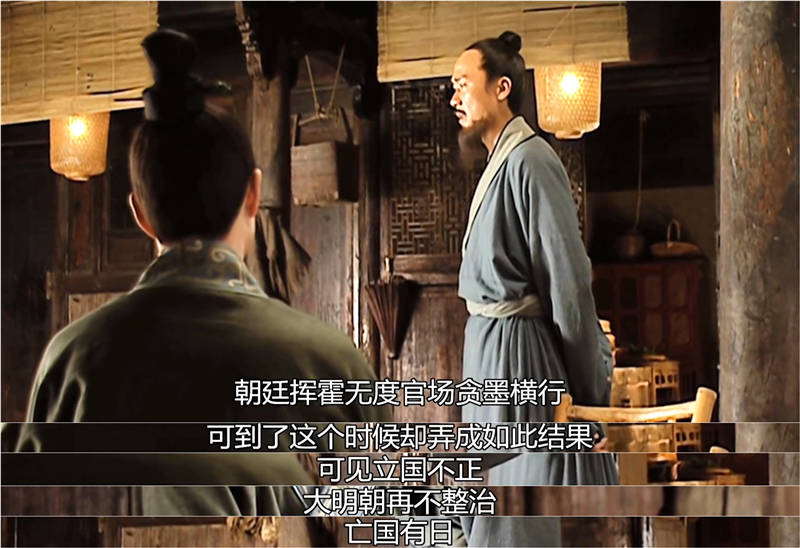 朝廷挥霍无度官场贪墨横行
可到了这个时候却弄成如此结果
可见立国不正
大明朝再不整治
亡国有日